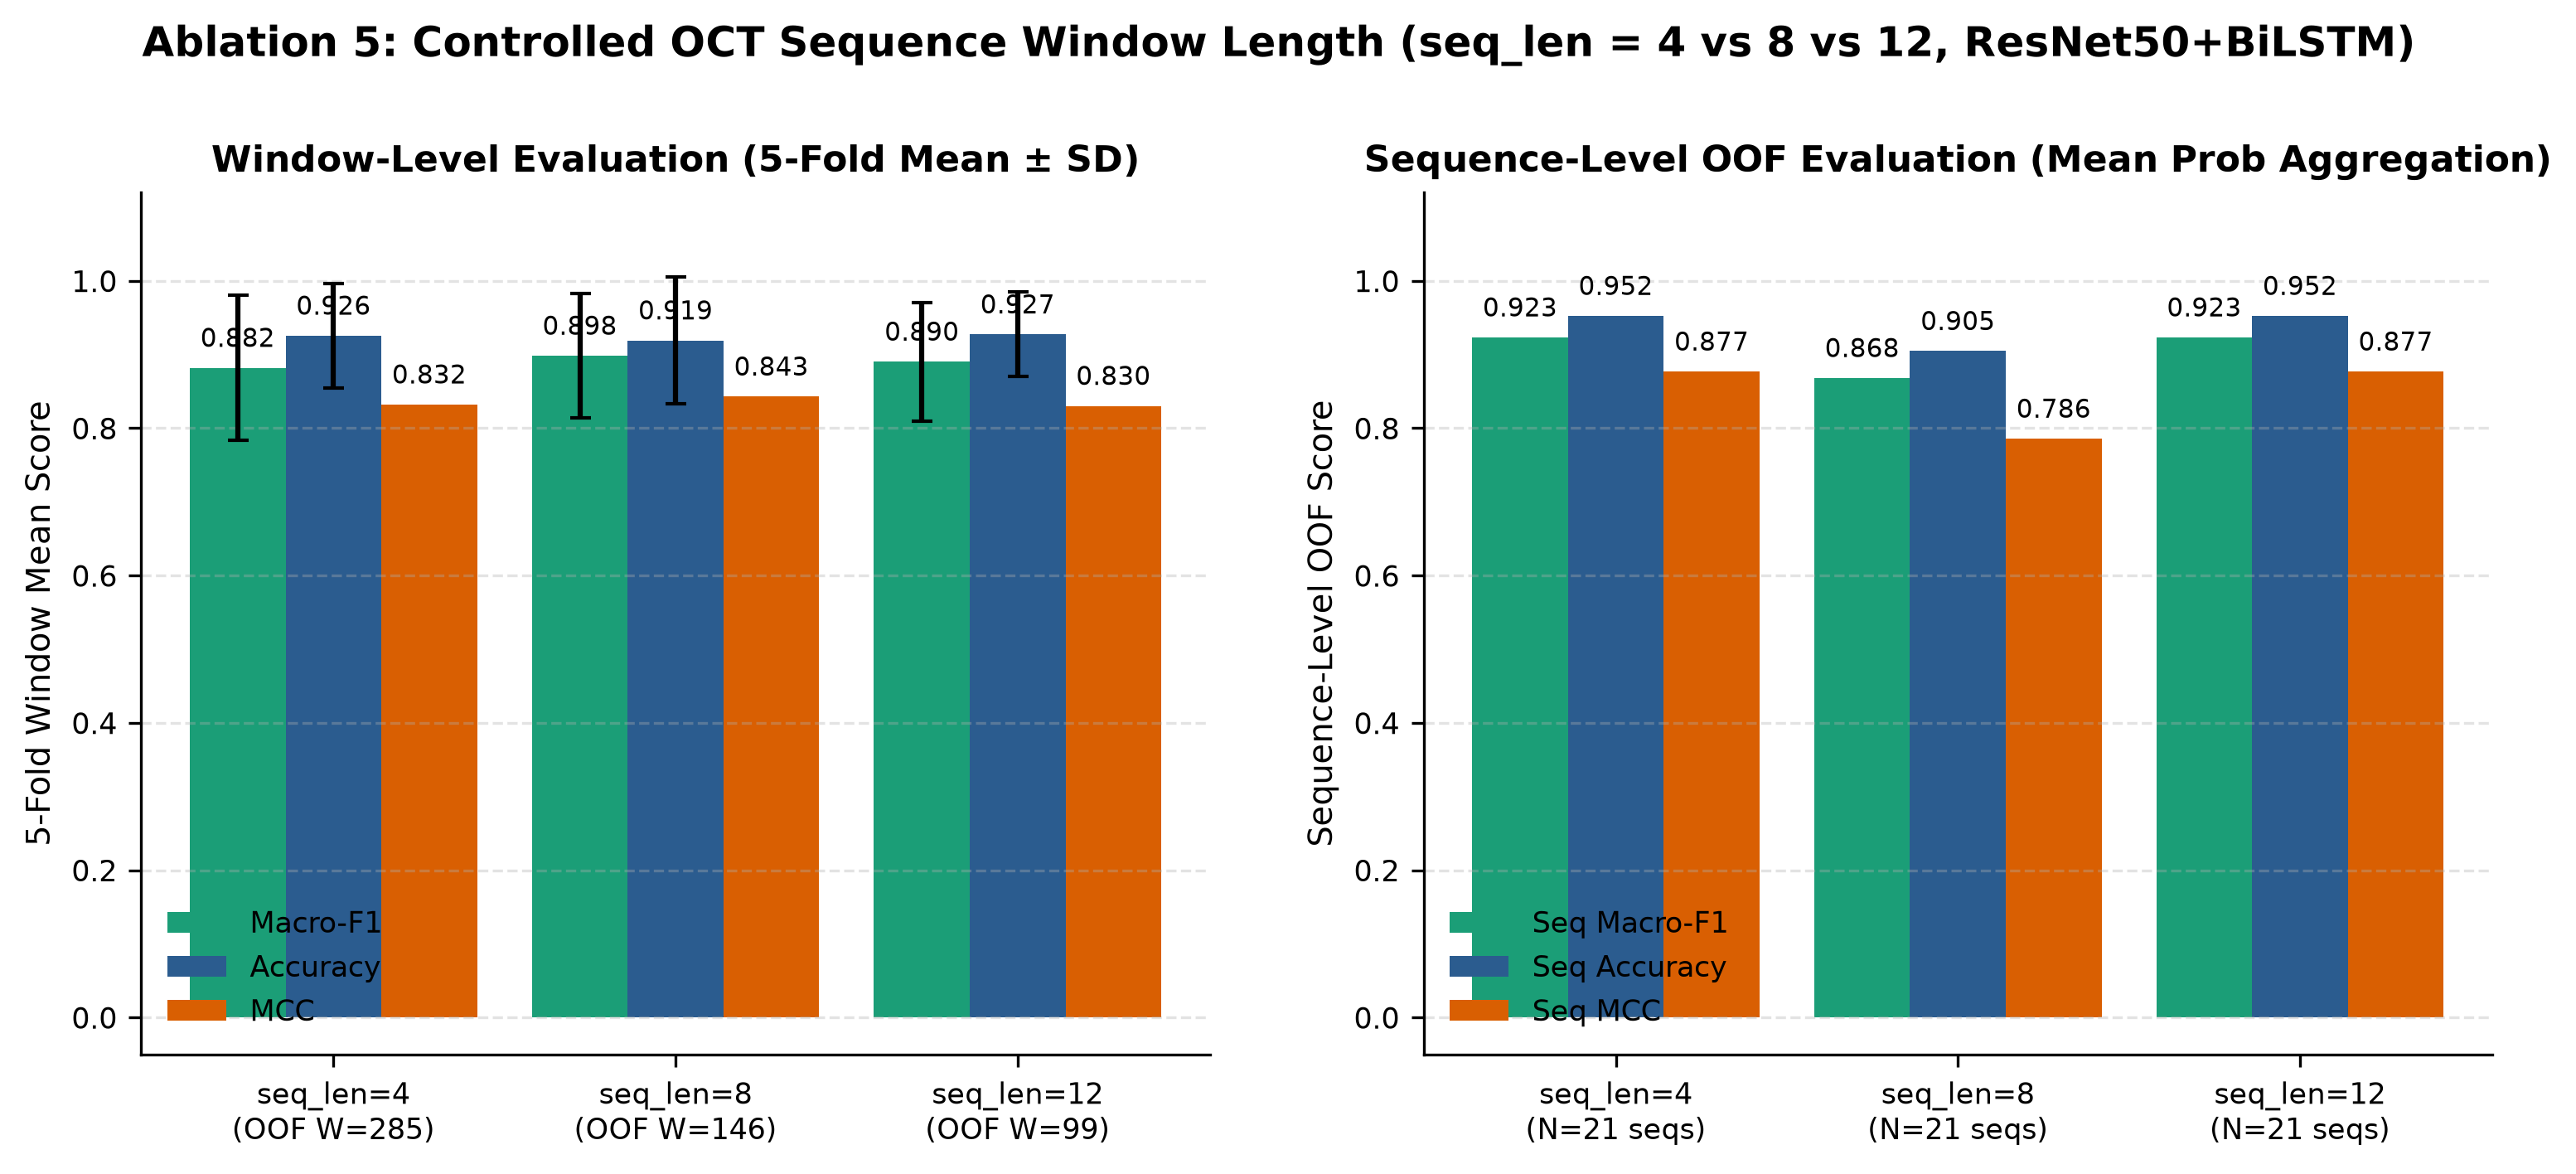 Ablation 5: Controlled OCT Sequence Window Length (seq_len = 4 vs 8 vs 12, ResNet50+BiLSTM)
Window-Level Evaluation (5-Fold Mean ± SD)
5-Fold Window Mean Score
1.0
0.8
0.6
0.4
0.2
0.0
0.882
0.926
0.832
0.898
0.919
0.843
0.890
0.927
0.830
Macro-F1
Accuracy
MCC
seq_len=4
(OOF W=285)
seq_len=8
(OOF W=146)
seq_len=12
(OOF W=99)
Sequence-Level OOF Evaluation (Mean Prob Aggregation)
Sequence-Level OOF Score
1.0
0.8
0.6
0.4
0.2
0.0
0.923
0.952
0.877
0.868
0.905
0.786
0.923
0.952
0.877
Seq Macro-F1
Seq Accuracy
Seq MCC
seq_len=4
(N=21 seqs)
seq_len=8
(N=21 seqs)
seq_len=12
(N=21 seqs)